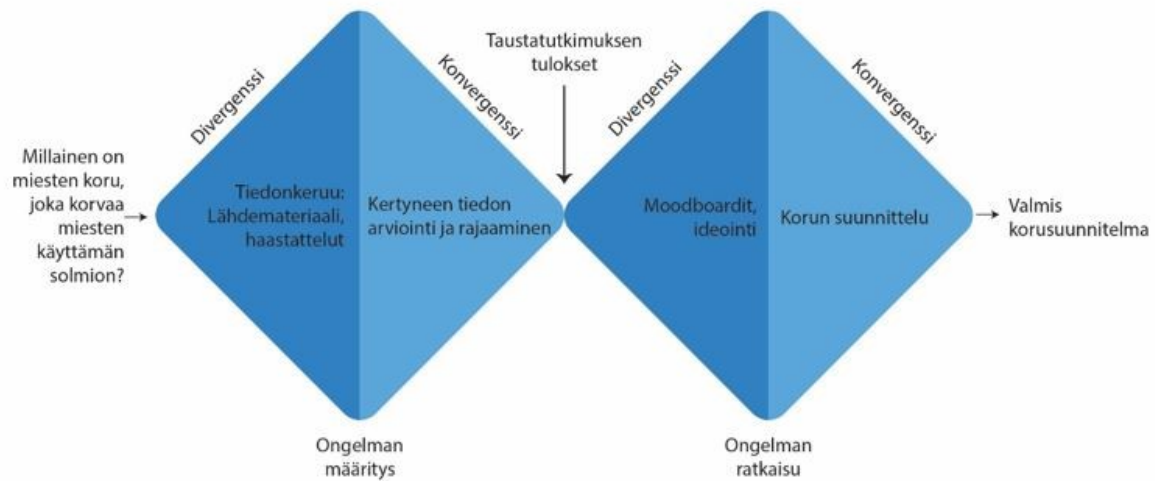 Millainen on
miesten koru,
joka korvaa
miesten
käyttämän
solmion?
Divergenssi
Tiedonkeruu:
Lähdemateriaali,
haastattelut
Konvergenssi
Kertyneen tiedon
arviointi ja rajaaminen
Ongelman
määritys
Taustatutkimuksen
tulokset
Divergenssi
Moodboardit,
ideointi
Konvergenssi
Korun suunnittelu
Ongelman
ratkaisu
Valmis
korusuunnitelma